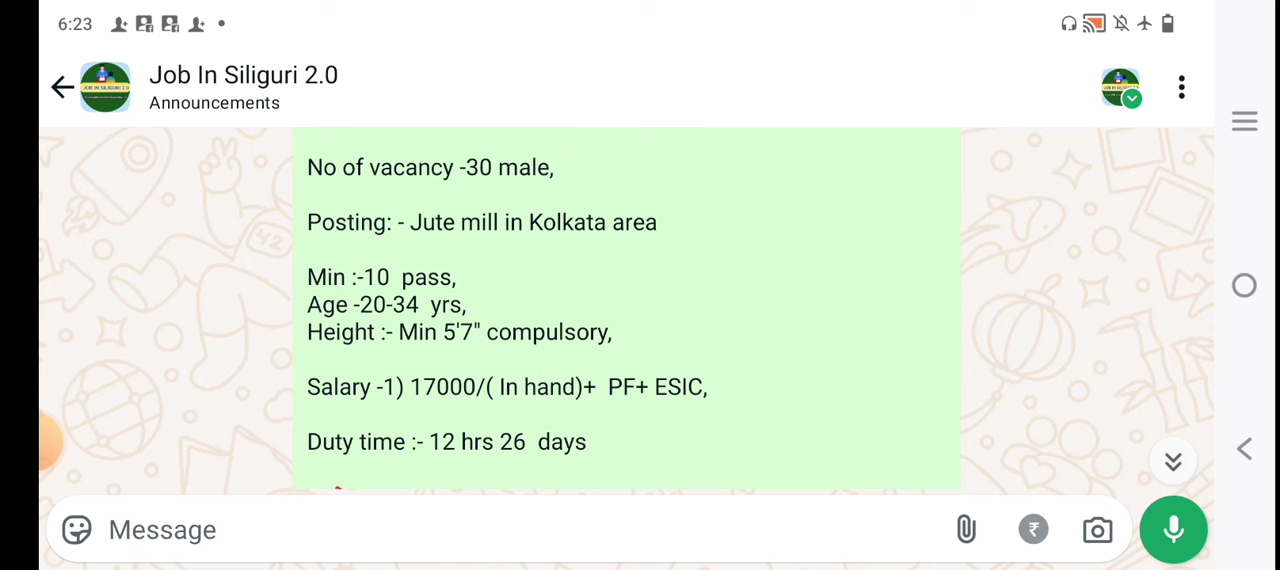 6:23
Job In Siliguri 2.0
Announcements
No of vacancy -30 male,
Posting: - Jute mill in Kolkata area
Min :-10  pass,
Age -20-34  yrs,
Height :- Min 5'7" compulsory,
Salary -1) 17000/( In hand)+  PF+ ESIC,
Duty time :- 12 hrs 26  days
Message